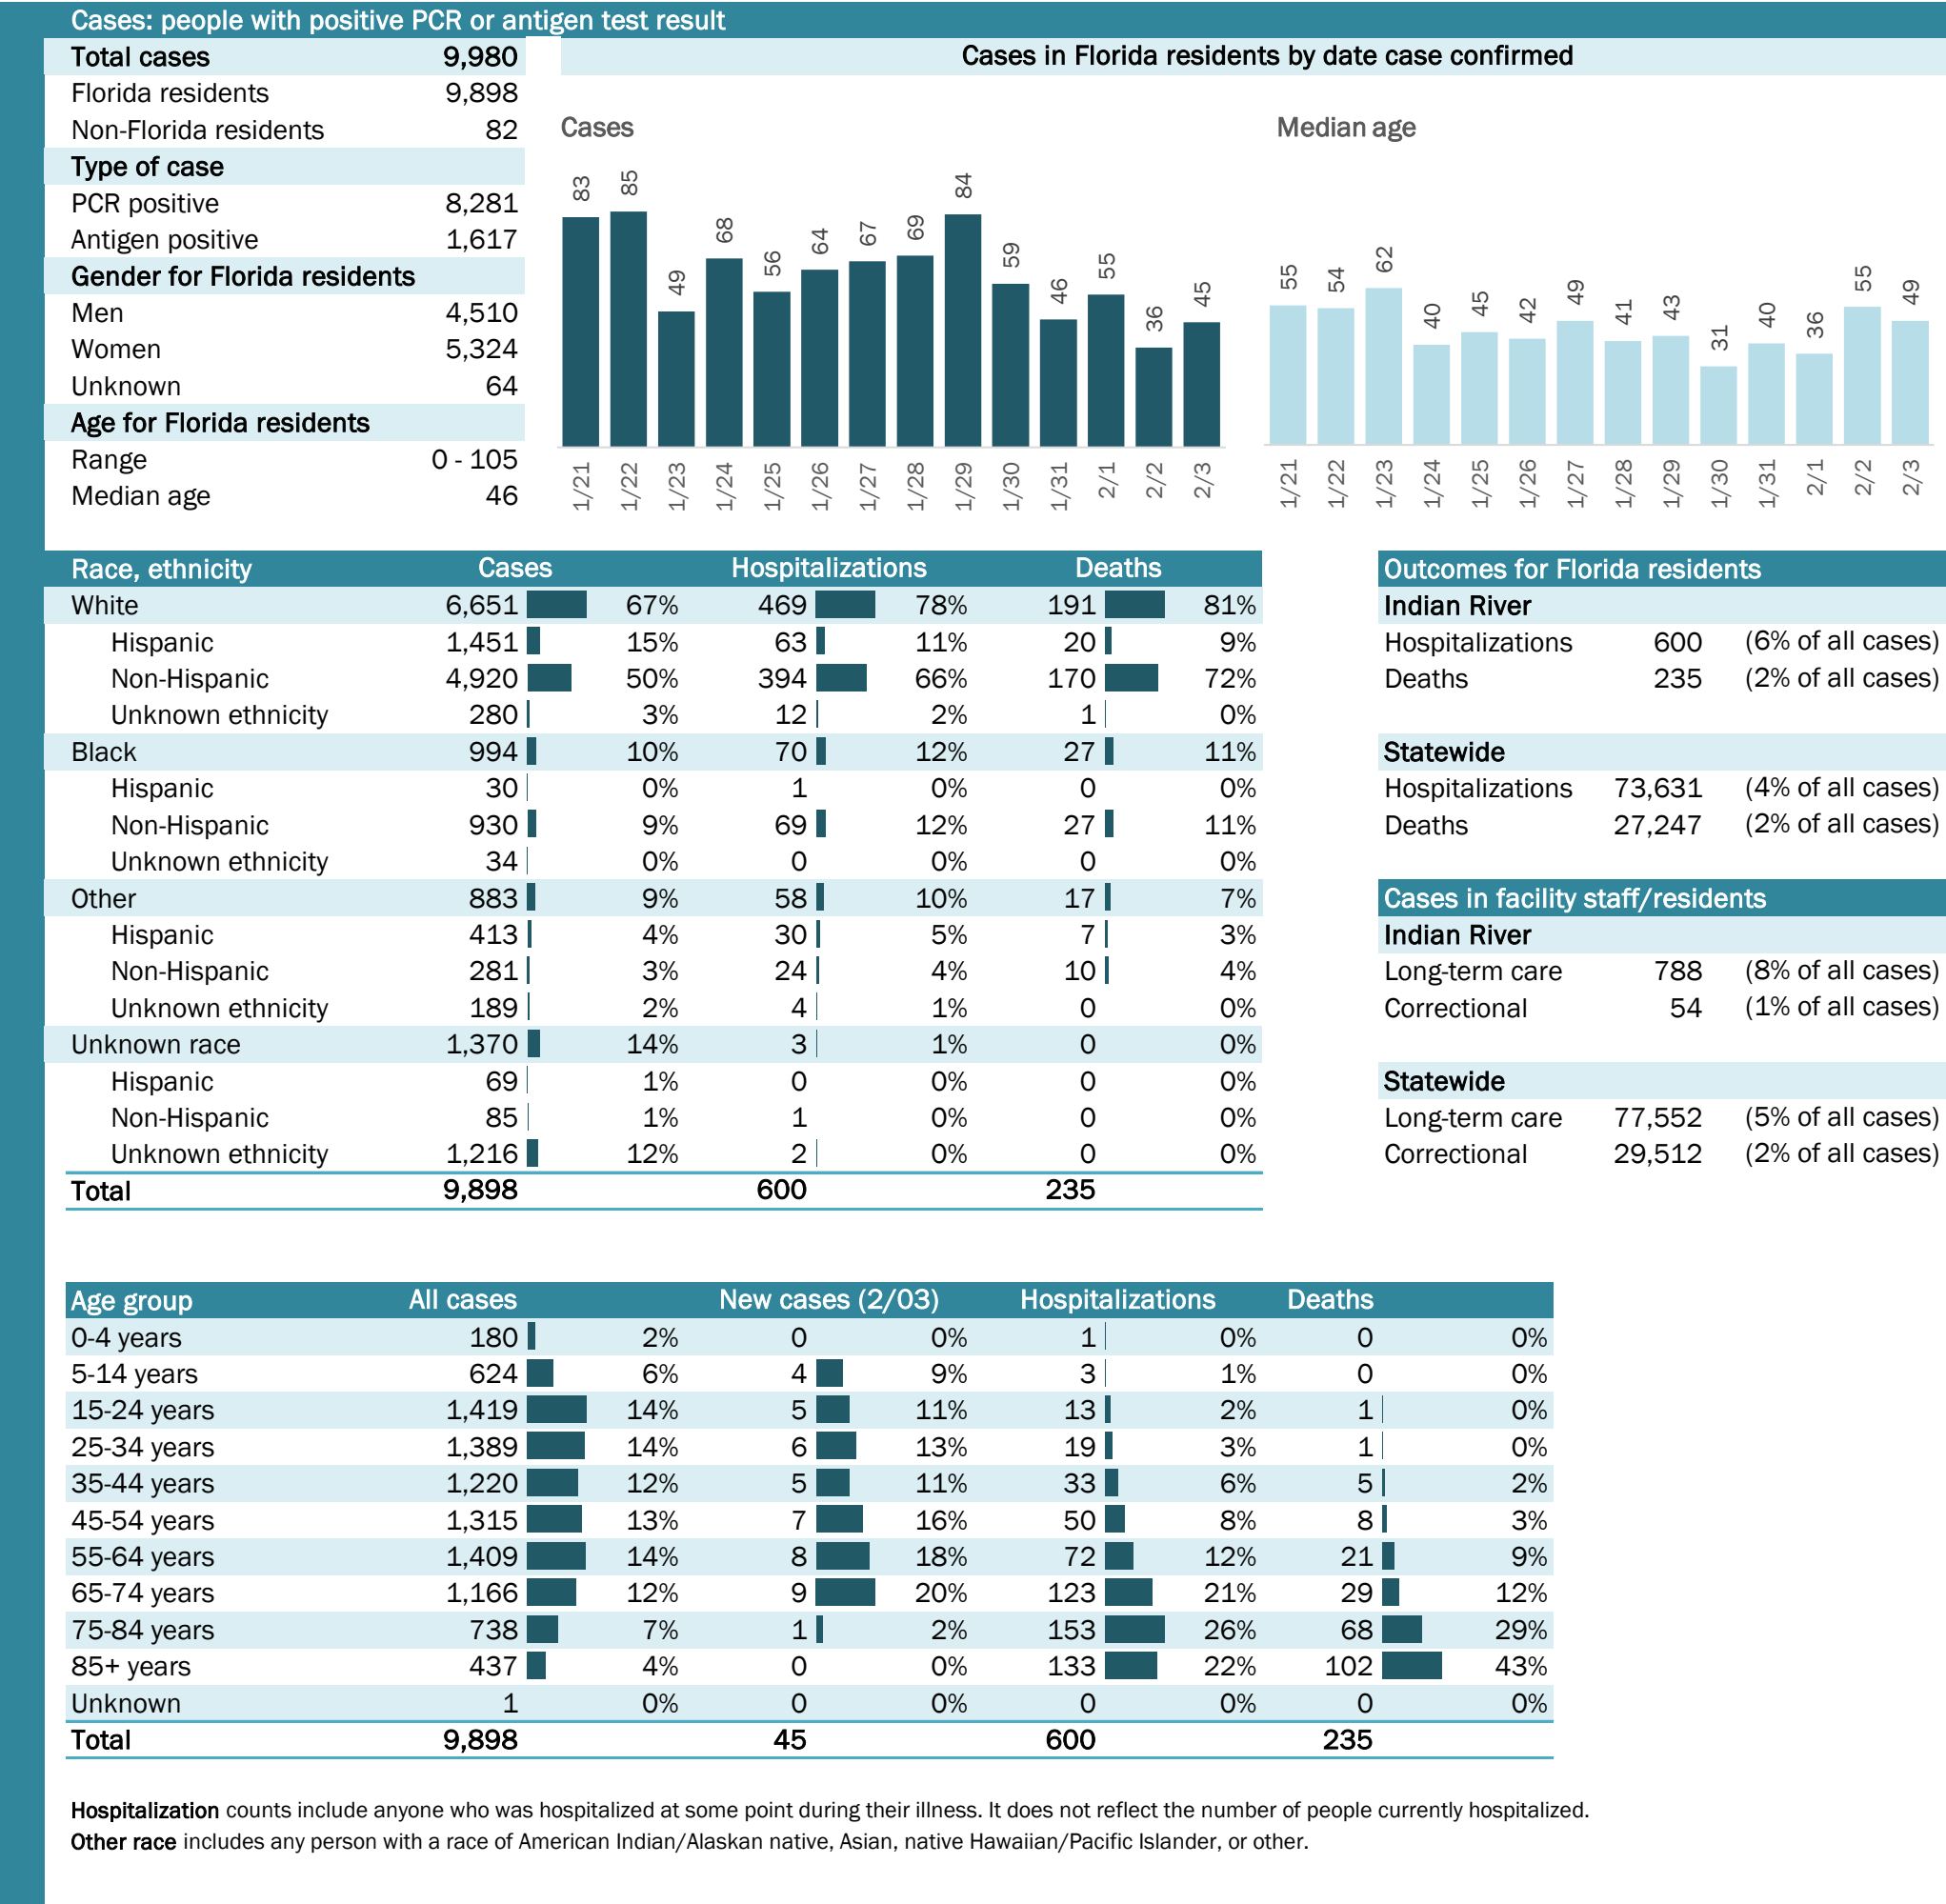 Cases: people with positive PCR or antigen test result
Total cases 9,980
Florida residents 9,898
Non-Florida residents 82
Type of case
PCR positive 8,281
Antigen positive 1,617
Gender for Florida residents
Men 4,510
Women 5,324
Unknown 64
Age for Florida residents
Range 0 - 105
Median age 46
Cases in Florida residents by date case confirmed
Cases
83 85 49 68 56 64 67 69 84 59 46 55 36 45
1/21 1/22 1/23 1/24 1/25 1/26 1/27 1/28 1/29 1/30 1/31 2/1 2/2 2/3
Median age
55 54 62 40 45 42 49 41 43 31 40 36 55 49
1/21 1/22 1/23 1/24 1/25 1/26 1/27 1/28 1/29 1/30 1/31 2/1 2/2 2/3
Race, ethnicity Cases Hospitalizations Deaths
White 6,651 67% 469 78% 191 81%
Hispanic 1,451 15% 63 11% 20 9%
Non-Hispanic 4,920 50% 394 66% 170 72%
Unknown ethnicity 280 3% 12 2% 1 0%
Black 994 10% 70 12% 27 11%
Hispanic 30 0% 1 0% 0 0%
Non-Hispanic 930 9% 69 12% 27 11%
Unknown ethnicity 34 0% 0 0% 0 0%
Other 883 9% 58 10% 17 7%
Hispanic 413 4% 30 5% 7 3%
Non-Hispanic 281 3% 24 4% 10 4%
Unknown ethnicity 189 2% 4 1% 0 0%
Unknown race 1,370 14% 3 1% 0 0%
Hispanic 69 1% 0 0% 0 0%
Non-Hispanic 85 1% 1 0% 0 0%
Unknown ethnicity 1,216 12% 2 0% 0 0%
Total 9,898 600 235
Outcomes for Florida residents
Indian River
Hospitalizations 600 (6% of all cases)
Deaths 235 (2% of all cases)
Statewide
Hospitalizations 73,631 (4% of all cases)
Deaths 27,247 (2% of all cases)
Cases in facility staff/residents
Indian River
Long-term care 788 (8% of all cases)
Correctional 54 (1% of all cases)
Statewide
Long-term care 77,552 (5% of all cases)
Correctional 29,512 (2% of all cases)
Age group All cases New cases (2/03) Hospitalizations Deaths
0-4 years 180 2% 0 0% 1 0% 0 0%
5-14 years 624 6% 4 9% 3 1% 0 0%
15-24 years 1,419 14% 5 11% 13 2% 1 0%
25-34 years 1,389 14% 6 13% 19 3% 1 0%
35-44 years 1,220 12% 5 11% 33 6% 5 2%
45-54 years 1,315 13% 7 16% 50 8% 8 3%
55-64 years 1,409 14% 8 18% 72 12% 21 9%
65-74 years 1,166 12% 9 20% 123 21% 29 12%
75-84 years 738 7% 1 2% 153 26% 68 29%
85+ years 437 4% 0 0% 133 22% 102 43%
Unknown 1 0% 0 0% 0 0% 0 0%
Total 9,898 45 600 235
Hospitalization counts include anyone who was hospitalized at some point during their illness. It does not reflect the number of people currently hospitalized.
Other race includes any person with a race of American Indian/Alaskan native, Asian, native Hawaiian/Pacific Islander, or other.